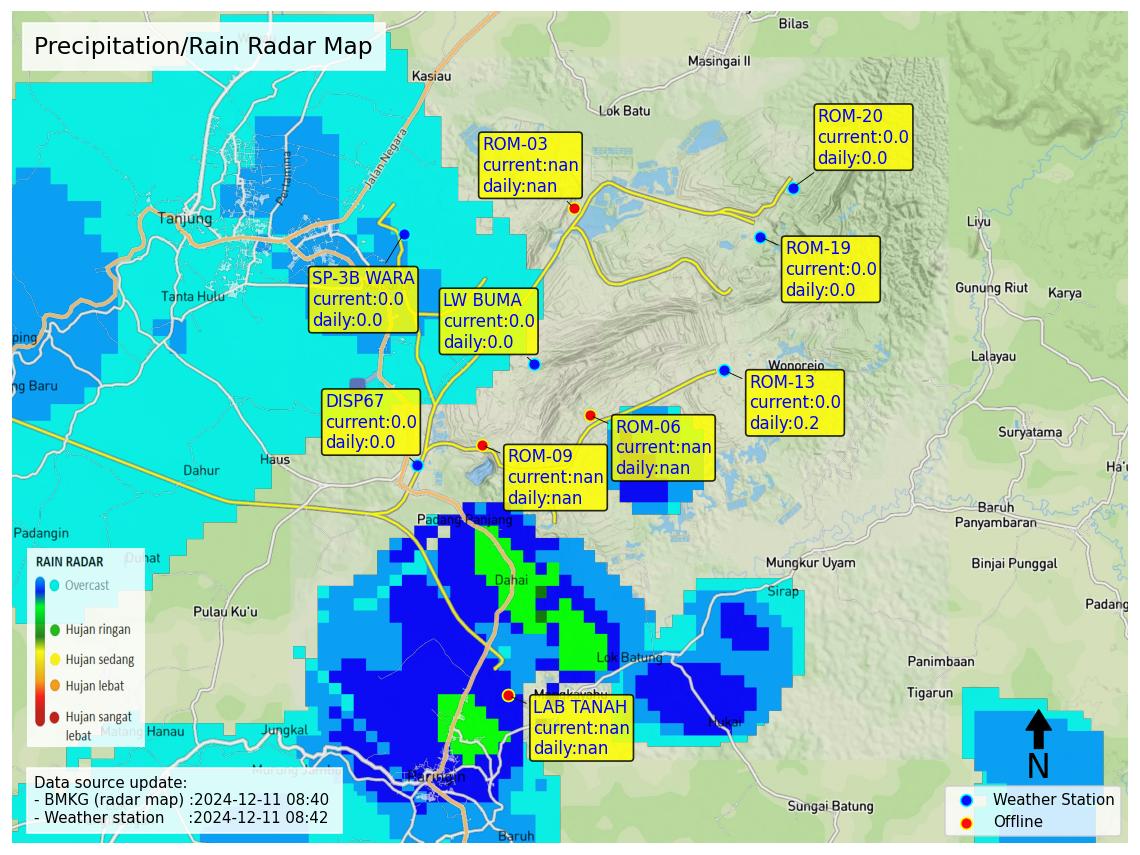 Precipitation/Rain Radar Map
Bilas
Masingai II
Kasiau
Lok Batu
ROM-20
current:0.0
daily:0.0
ROM-03
current:nan
daily:nan
Jalan Negara
Pertamina
Tanjung
Liyu
ROM-19
current:0.0
daily:0.0
SP-3B WARA
current:0.0
daily:0.0
LW BUMA
current:0.0
daily:0.0
Tanta Hulu
Gunung Riut
Karya
ping
Lalayau
Wonorejo
ng Baru
ROM-13
current:0.0
daily:0.2
DISP67
current:0.0
daily:0.0
ROM-06
current:nan
daily:nan
Suryatama
ROM-09
current:nan
daily:nan
Haus
Dahur
Ha'u
Baruh
Panyambaran
Padang Panjang
Padangin
Mungkur Uyam
Binjai Punggal
RAIN RADAR
Overcast
Hujan ringan
Hujan sedang
Hujan lebat
Hujan sangat
lebat
Dahai
Sirap
Pulau Ku'u
Padang
Lok Batung
Panimbaan
Tigarun
LAB TANAH
current:nan
daily:nan
Hukai
Manau
Jungkal
N
Paringin
Data source update:
- BMKG (radar map) :2024-12-11 08:40
- Weather station :2024-12-11 08:42
Weather Station
Offline
Sungai Batung
Baruh